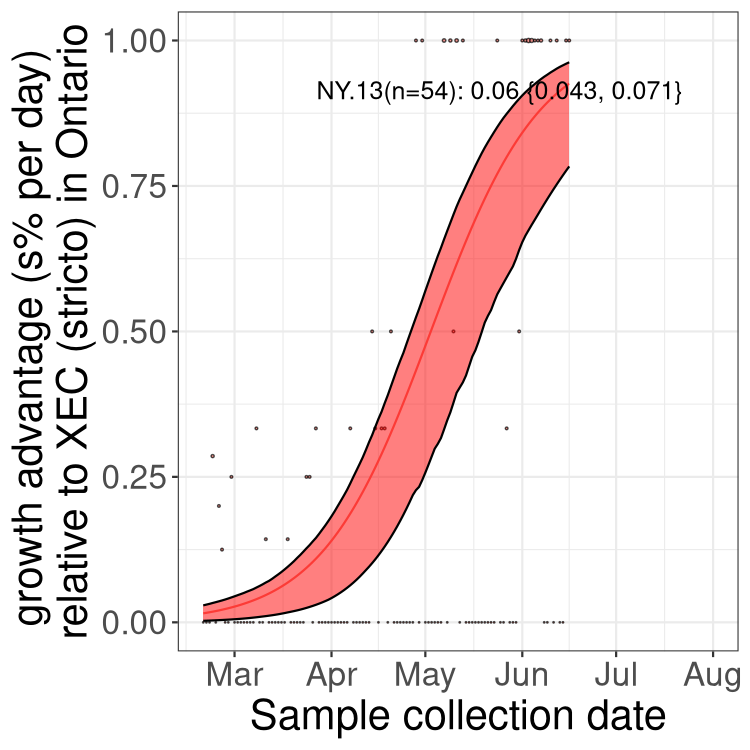 growth advantage (s% per day)
relative to XEC (stricto) in Ontario
1.00
0.75
0.50
0.25
0.00
NY.13(n=54): 0.06 {0.043, 0.071}
Mar Apr May Jun Jul Aug
Sample collection date